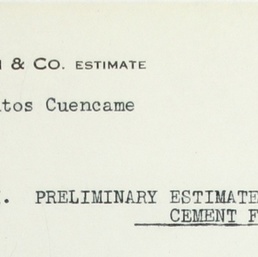 & Co. ESTIMATE
tos Cuencame
. PRELIMINARY ESTIMATE
CEMENT F